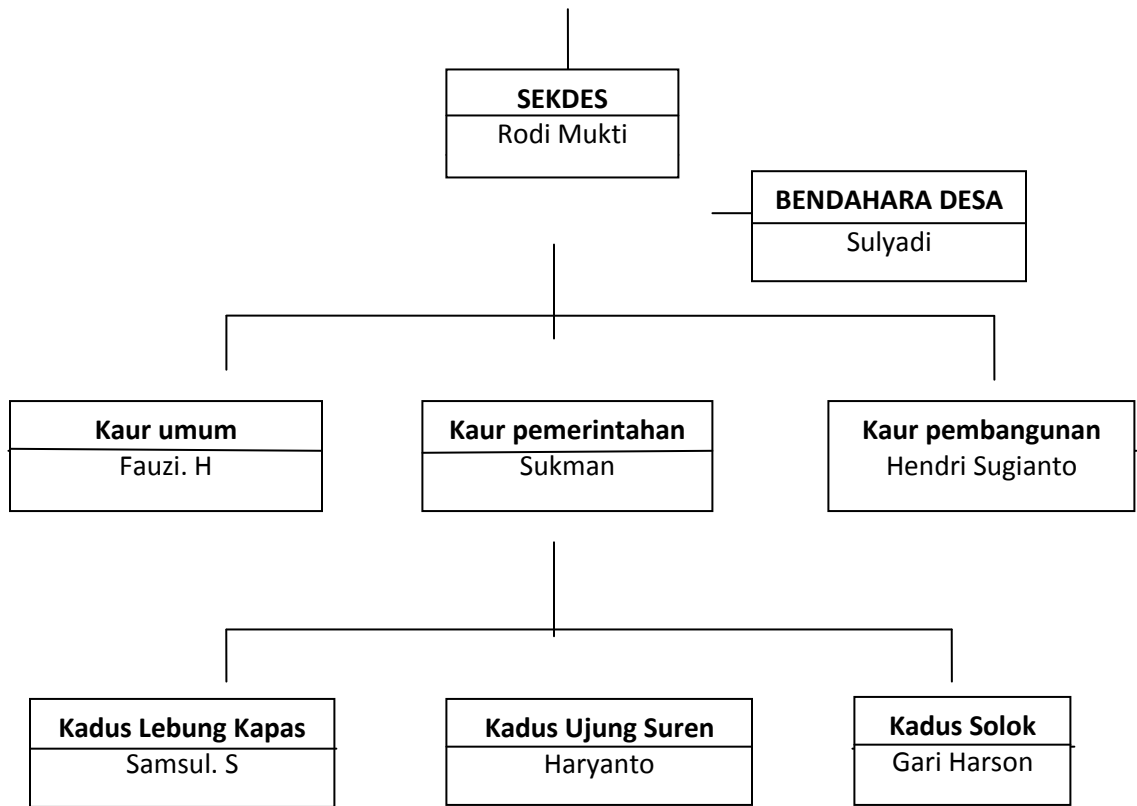 SEKDES
Rodi Mukti
BENDAHARA DESA
Sulyadi
Kaur umum
Fauzi. H
Kaur pemerintahan
Sukman
Kaur pembangunan
Hendri Sugianto
Kadus Lebung Kapas
Samsul. S
Kadus Ujung Suren
Haryanto
Kadus Solok
Gari Harson